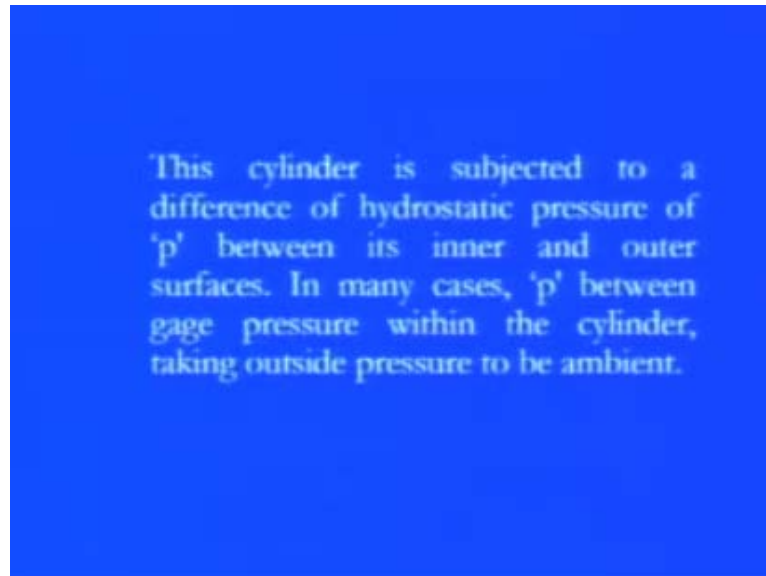 This cylinder is subjected to a
difference of hydrostatic pressure of
‘p' between its inner and outer
surfaces. In many cases, ‘p' between
gage pressure within the cylinder,
taking outside pressure to be ambient.